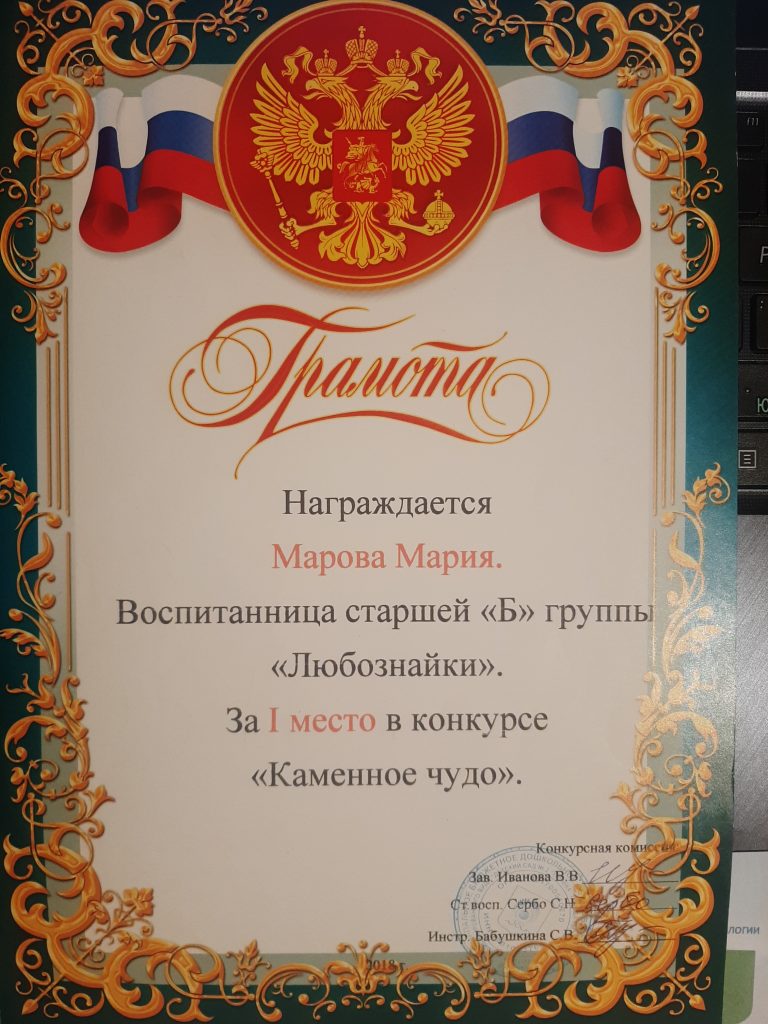 Грамота
Награждается
Марова Мария.
Воспитанница старшей «Б» группы
«Любознайки».
За I место в конкурсе
«Каменное чудо».
Конкурсная комиссия
Зав. Иванова В.В.
Ст.восп. Сербо С.Н.
Инстр. Бабушкина С.В.
2018 г.